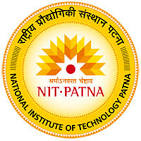 राष्ट्रीय प्रौद्योगिकी संस्थान पटना
NIT-PATNA
NATIONAL INSTITUTE OF TECHNOLOGY PATNA